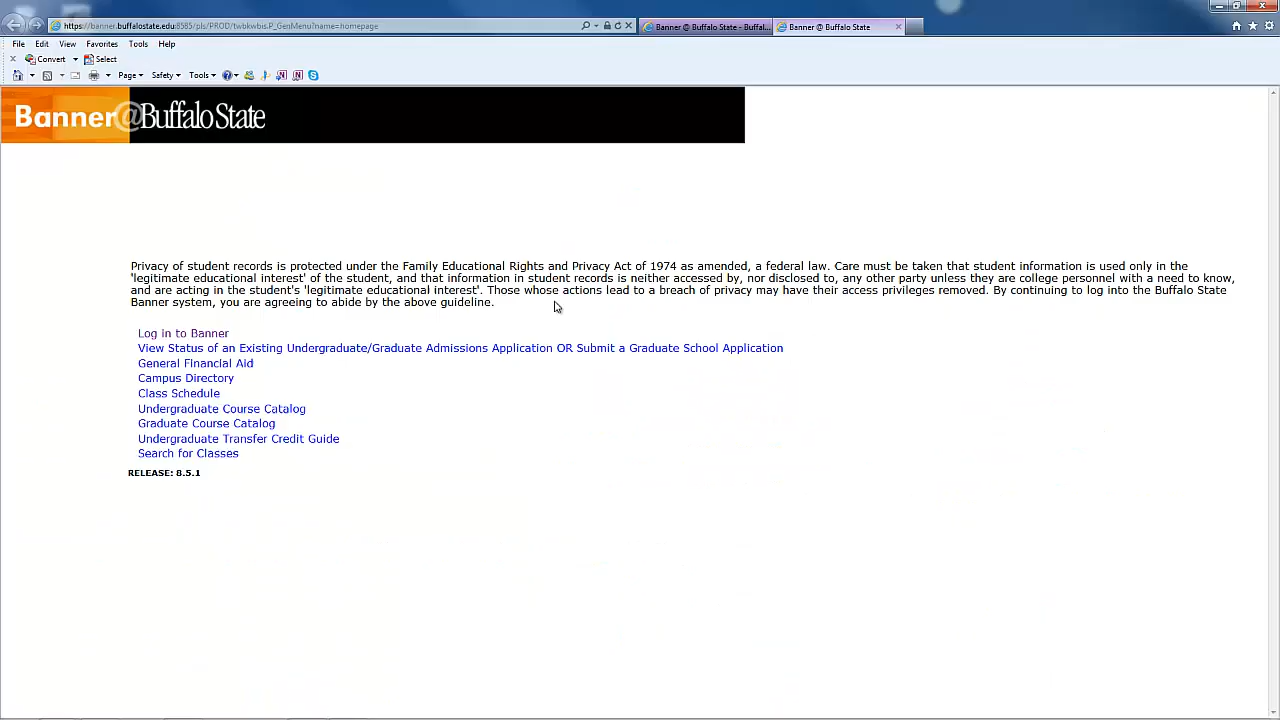 https://banner.buffalostate.edu:8585/pls/PROD/twbkwbis.P_GenMenu?name=homepage
Banner @ Buffalo State - Buffal...
Banner @ Buffalo State
File Edit View Favorites Tools Help
Convert Select
Page Safety Tools
Banner@Buffalo State
Privacy of student records is protected under the Family Educational Rights and Privacy Act of 1974 as amended, a federal law. Care must be taken that student information is used only in the
'legitimate educational interest' of the student, and that information in student records is neither accessed by, nor disclosed to, any other party unless they are college personnel with a need to know,
and are acting in the student's 'legitimate educational interest'. Those whose actions lead to a breach of privacy may have their access privileges removed. By continuing to log into the Buffalo State
Banner system, you are agreeing to abide by the above guideline.
Log in to Banner
View Status of an Existing Undergraduate/Graduate Admissions Application OR Submit a Graduate School Application
General Financial Aid
Campus Directory
Class Schedule
Undergraduate Course Catalog
Graduate Course Catalog
Undergraduate Transfer Credit Guide
Search for Classes
RELEASE: 8.5.1